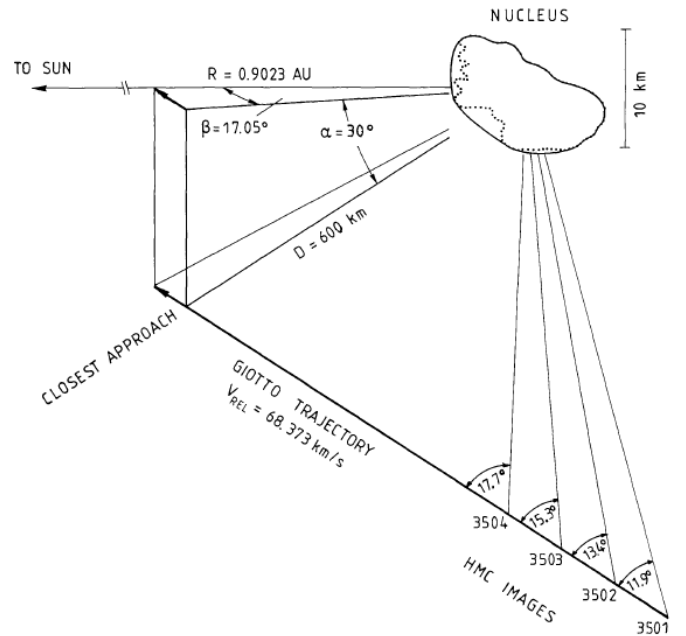 NUCLEUS
TO SUN
R = 0.9023 AU
β=17.05°
α=30°
10 km
D = 600 km
CLOSEST APPROACH
GIOTTO TRAJECTORY
V_REL = 68.373 km/s
17.7°
3504
15.3°
3503
13.4°
3502
11.9°
3501
HMC IMAGES